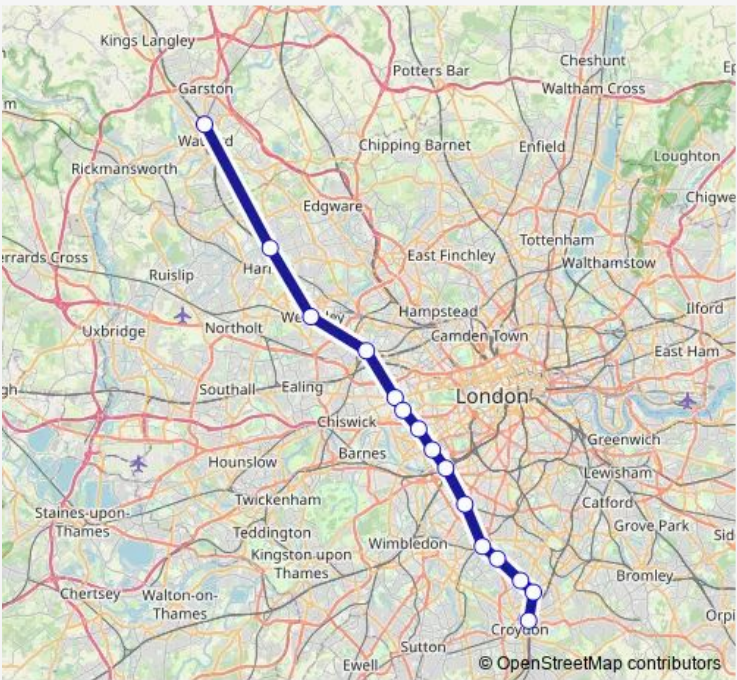 Kings Langley
Cheshunt
Potters Bar
Garston
Waltham Cross
Chipping Barnet
Enfield
Loughton
Rickmansworth
Chigwe
Edgware
Tottenham
East Finchley
errards Cross
Walthamstow
Ruislip
Hampstead
Ilford
Uxbridge
Northolt
Camden Town
East Ham
Southall
Ealing
London
Chiswick
Greenwich
Barnes
Hounslow
Lewisham
Twickenham
Catford
Staines-upon-
Thames
Grove Park
Teddington
Wimbledon
Kingston upon
Thames
Bromley
Chertsey
Walton-on-
Thames
Croydon
Sutton
Ewell
© OpenStreetMap contributors